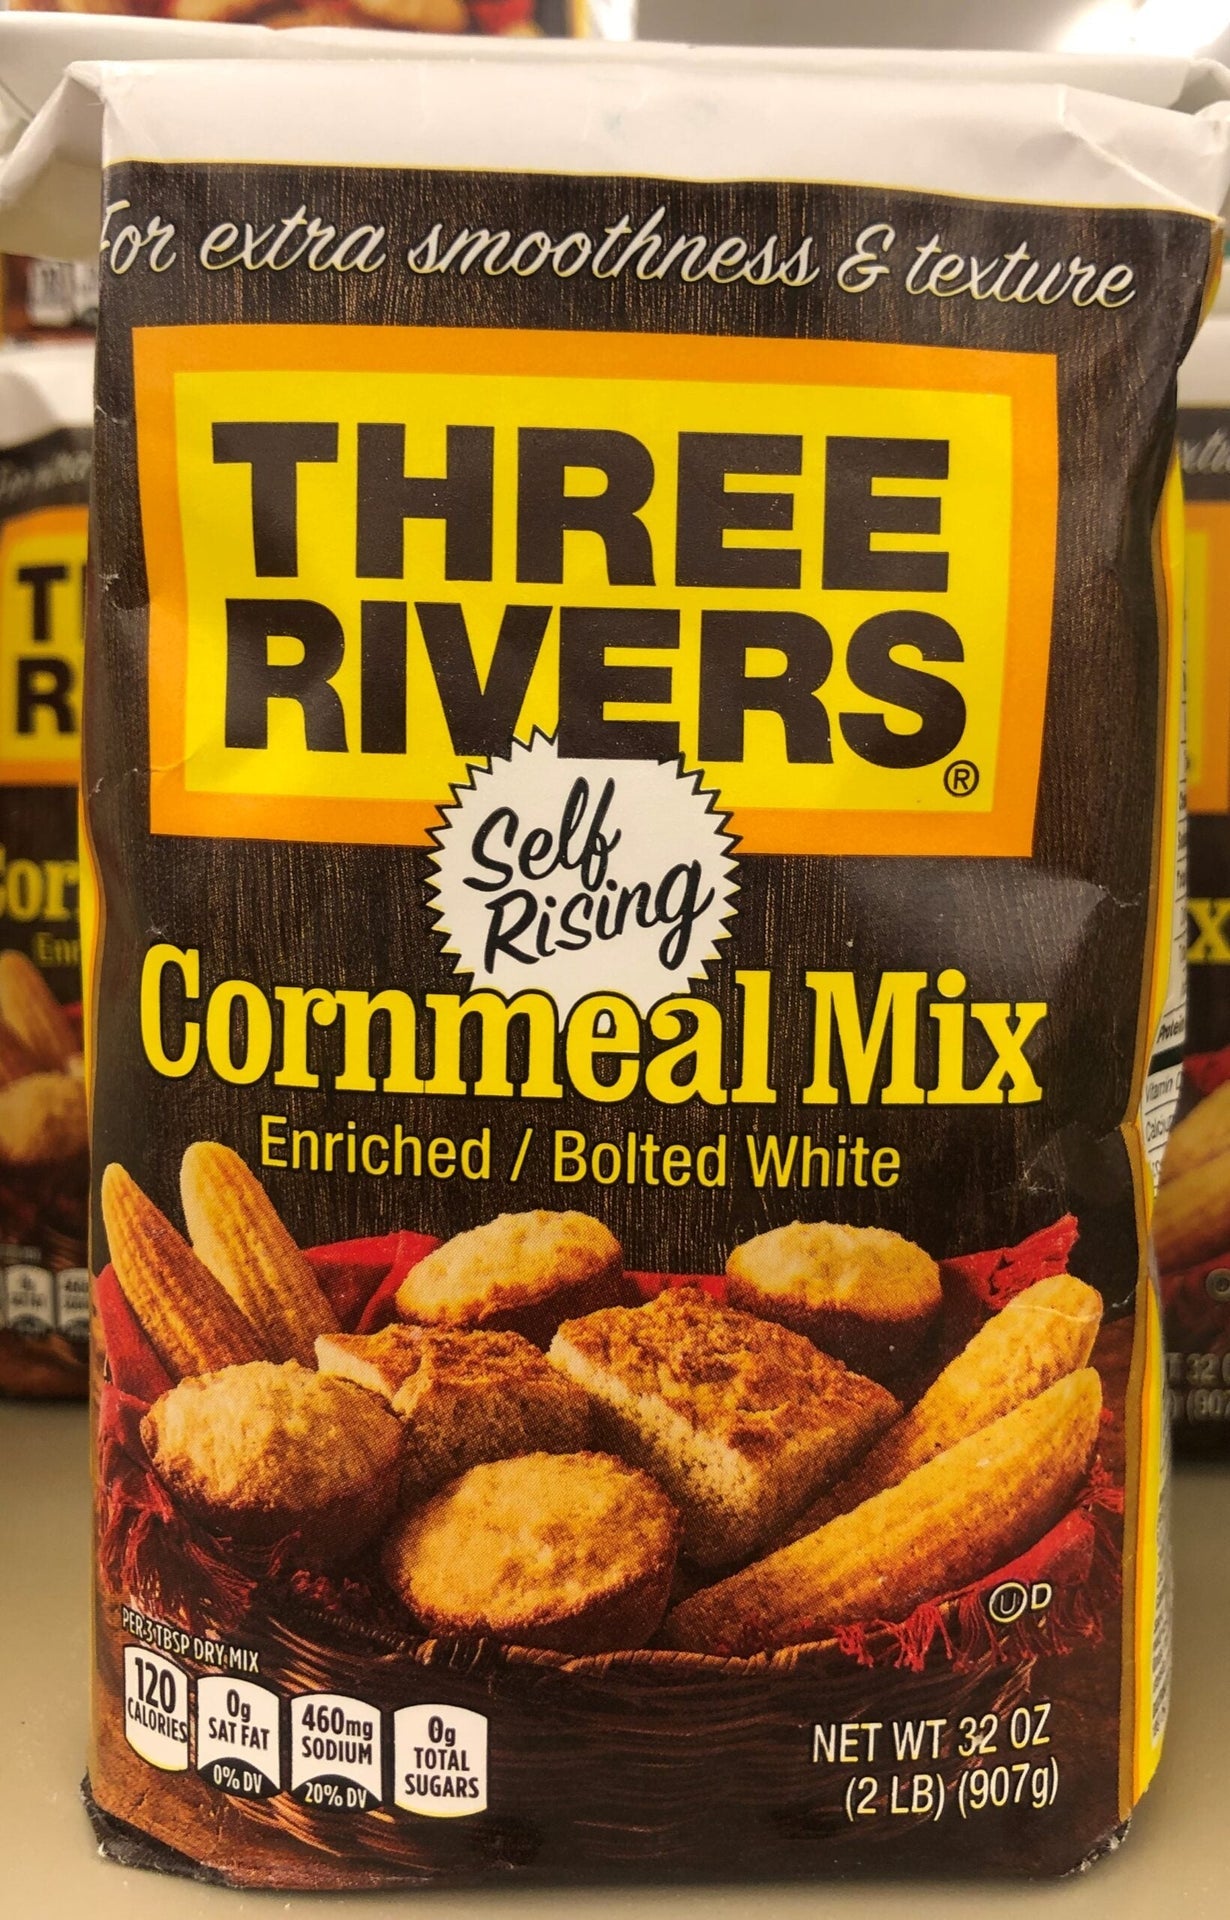 For extra smoothness & texture
THREE
RIVERS®
Self
Rising
Cornmeal Mix
Enriched / Bolted White
PER 3 TBSP DRY MIX
120
CALORIES
0g
SAT FAT
0% DV
460mg
SODIUM
20% DV
0g
TOTAL
SUGARS
Ⓤ D
NET WT 32 OZ
(2 LB) (907g)
Protein